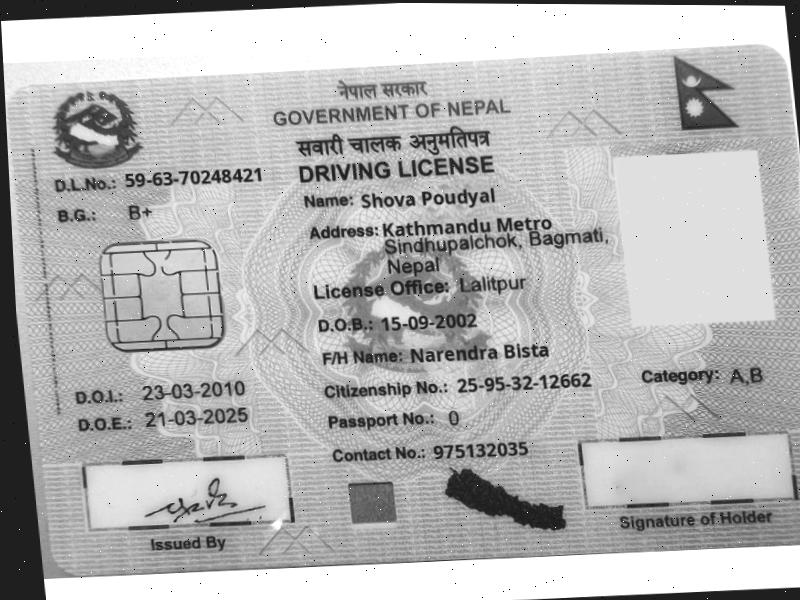 नेपाल सरकार
GOVERNMENT OF NEPAL
सवारी चालक अनुमतिपत्र
DRIVING LICENSE
D.L.No.: 59-63-70248421
B.G.: B+
Name: Shova Poudyal
Address: Kathmandu Metro
Sindhupalchok, Bagmati,
Nepal
License Office: Lalitpur
D.O.B.: 15-09-2002
F/H Name: Narendra Bista
D.O.I.: 23-03-2010
Citizenship No.: 25-95-32-12662
Category: A,B
D.O.E.: 21-03-2025
Passport No.: 0
Contact No.: 975132035
Issued By
Signature of Holder